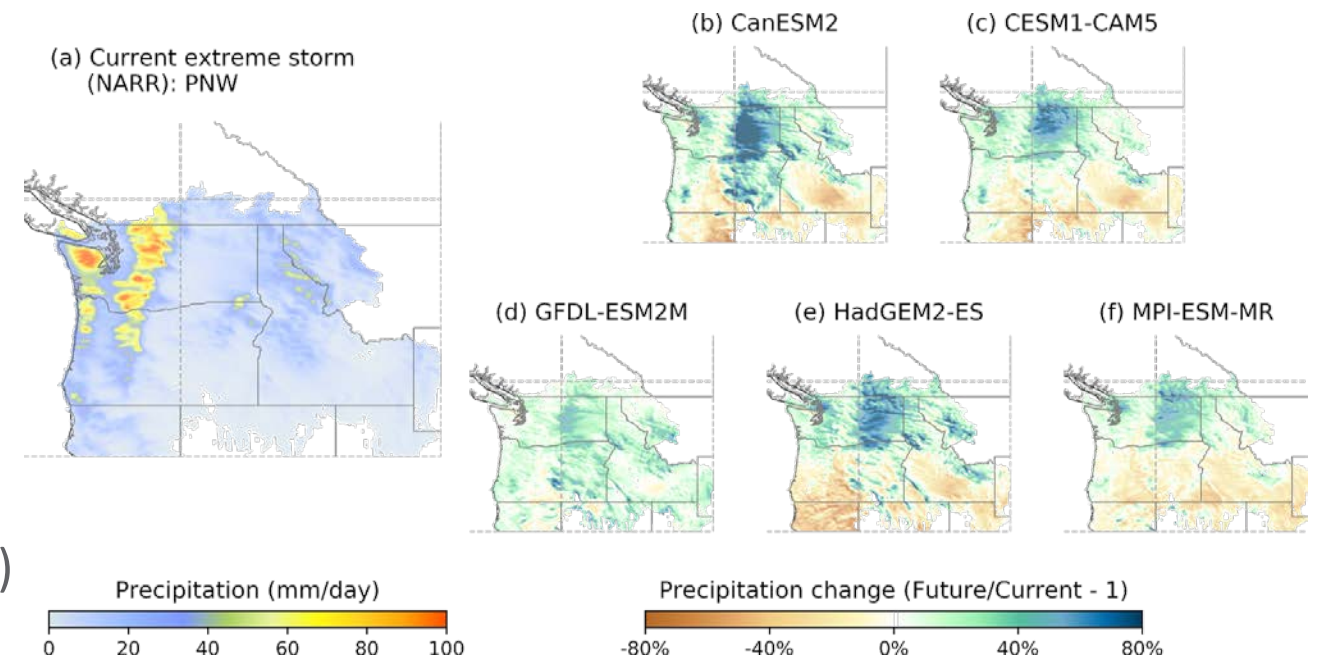 (a) Current extreme storm
(NARR): PNW
(b) CanESM2
(c) CESM1-CAM5
(d) GFDL-ESM2M
(e) HadGEM2-ES
(f) MPI-ESM-MR
)
Precipitation (mm/day)
0 20 40 60 80 100
Precipitation change (Future/Current - 1)
-80% -40% 0% 40% 80%